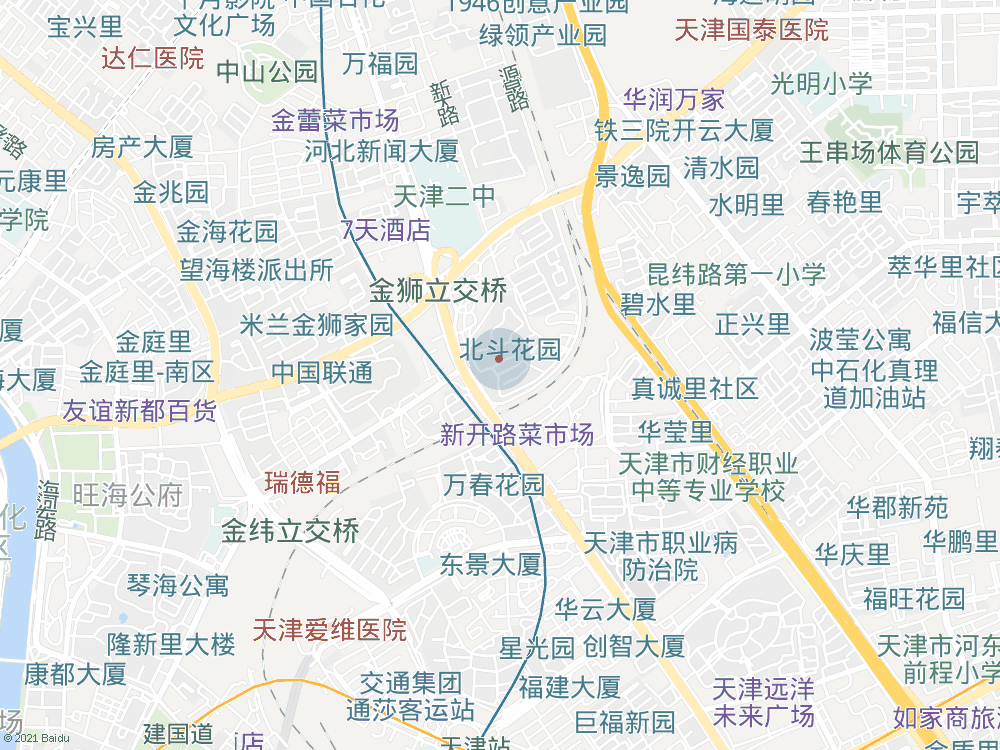 宝兴里
文化广场
1946创意产业园
绿领产业园
天津国泰医院
达仁医院
中山公园
万福园
新大路
源昌路
光明小学
华润万家
金蕾菜市场
铁三院开云大厦
房产大厦
河北新闻大厦
王串场体育公园
元康里
金兆园
天津二中
景逸园
清水园
水明里
春艳里
学院
金海花园
7天酒店
望海楼派出所
昆纬路第一小学
萃华里社区
金狮立交桥
碧水里
米兰金狮家园
正兴里
福信大
厦
金庭里
北斗花园
波莹公寓
海大厦
金庭里-南区
中国联通
真诚里社区
中石化真理
道加油站
友谊新都百货
新开路菜市场
华莹里
瑞德福
天津市财经职业
中等专业学校
旺海公府
万春花园
金纬立交桥
华郡新苑
东景大厦
天津市职业病
防治院
华庆里
华鹏里
琴海公寓
福旺花园
华云大厦
天津爱维医院
隆新里大楼
星光园
创智大厦
天津市河东
前程小学
康都大厦
交通集团
通莎客运站
福建大厦
天津远洋
未来广场
巨福新园
如家商旅
建国道
天津站
© 2021 Baidu